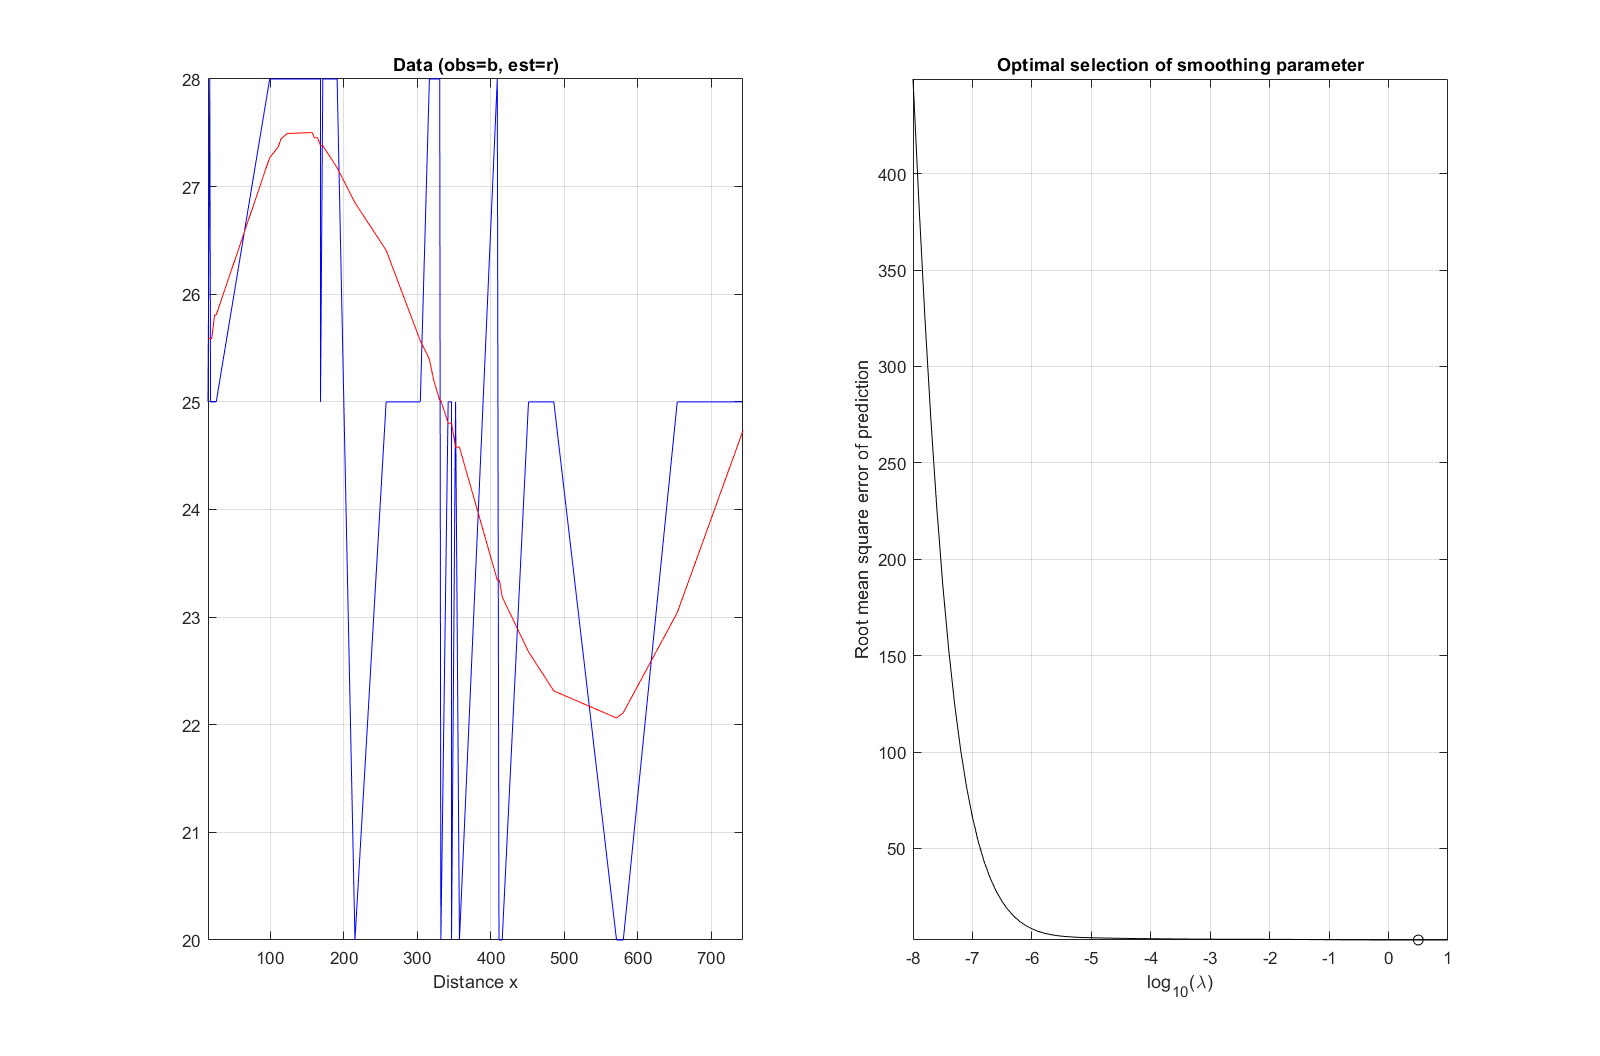 Data (obs=b, est=r)
28
27
26
25
24
23
22
21
20
100 200 300 400 500 600 700
Distance x
Optimal selection of smoothing parameter
Root mean square error of prediction
400
350
300
250
200
150
100
50
-8 -7 -6 -5 -4 -3 -2 -1 0 1
log10(λ)